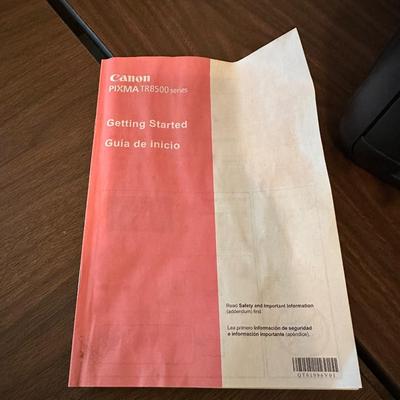 Canon
PIXMA TR8500 series
Getting Started
Guía de inicio
Read Safety and Important Information
(addendum) first.
Lea primero Información de seguridad
e información importante (apéndice).
QT61996V01